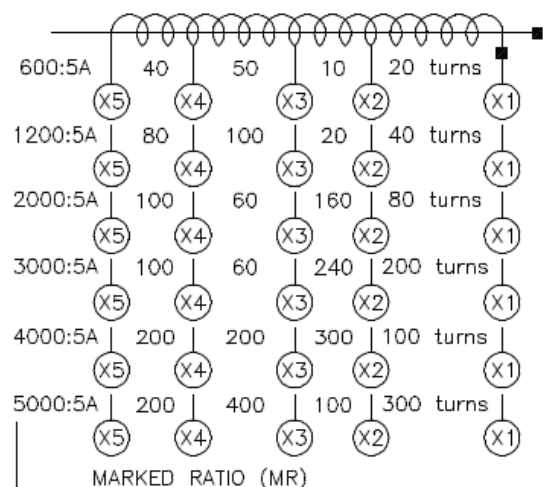 600:5A 40 50 10 20 turns
X5 X4 X3 X2 X1
1200:5A 80 100 20 40 turns
X5 X4 X3 X2 X1
2000:5A 100 60 160 80 turns
X5 X4 X3 X2 X1
3000:5A 100 60 240 200 turns
X5 X4 X3 X2 X1
4000:5A 200 200 300 100 turns
X5 X4 X3 X2 X1
5000:5A 200 400 100 300 turns
X5 X4 X3 X2 X1
MARKED RATIO (MR)